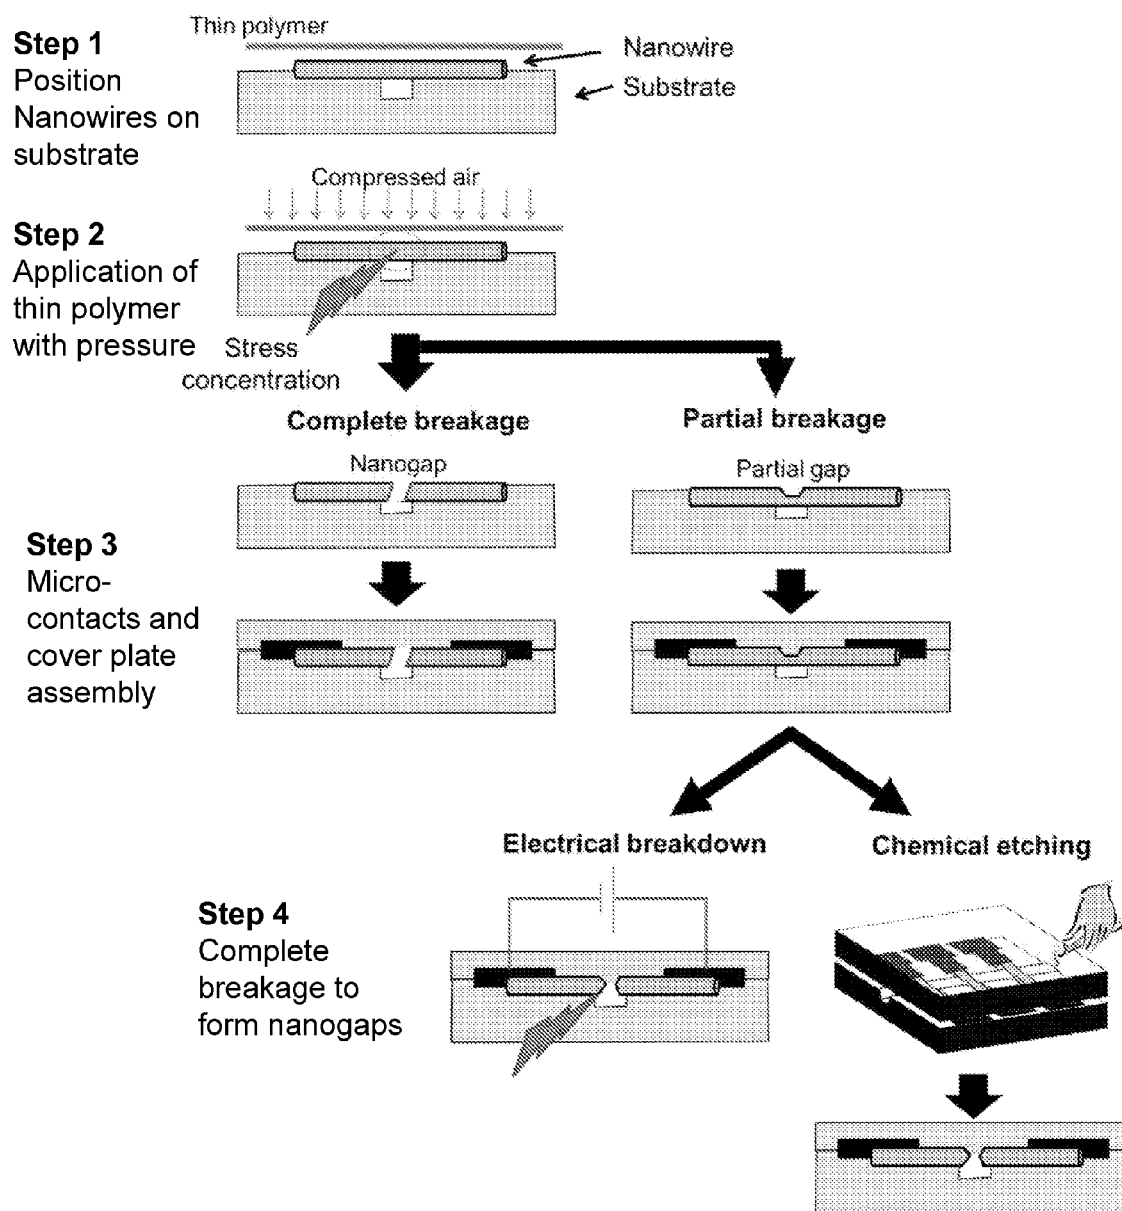 Thin polymer
Step 1
Position
Nanowires on
substrate
Nanowire
Substrate
Compressed air
Step 2
Application of
thin polymer
with pressure
Stress
concentration
Complete breakage
Partial breakage
Nanogap
Partial gap
Step 3
Micro-
contacts and
cover plate
assembly
Electrical breakdown
Chemical etching
Step 4
Complete
breakage to
form nanogaps